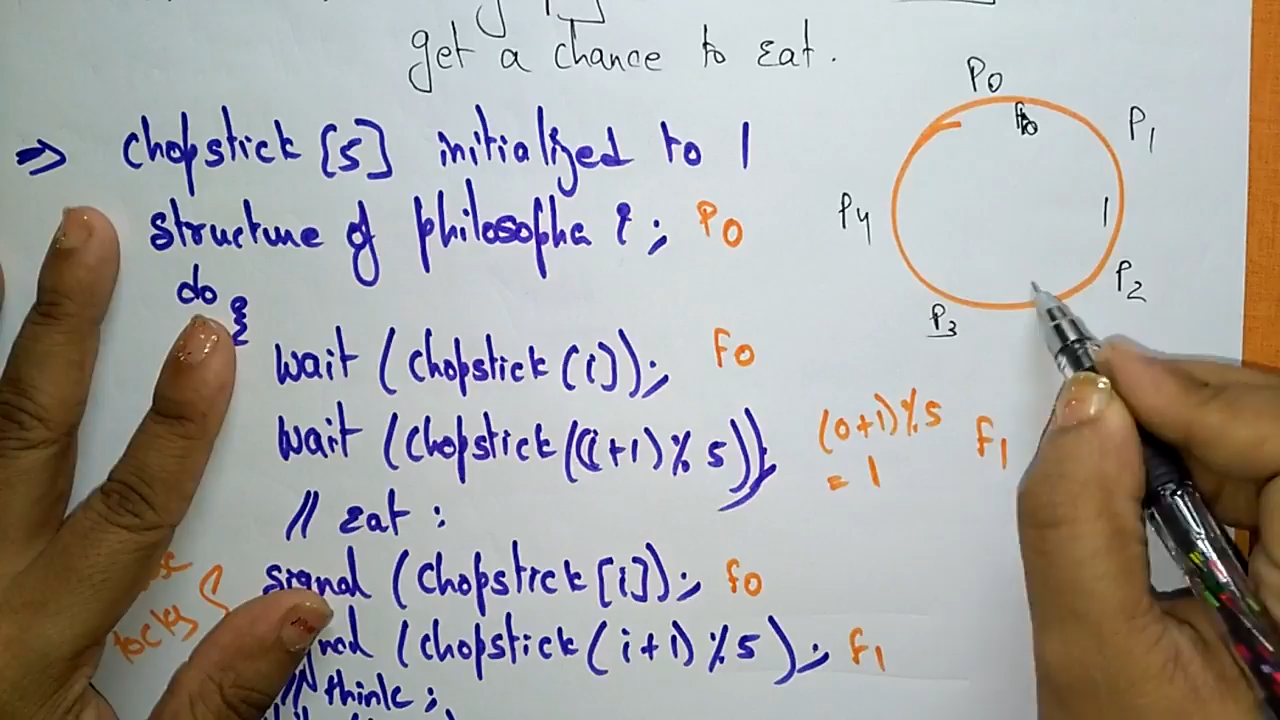 get a chance to Eat.
P0
⇒ chopstick [5] initialized to 1
P1
structure of philosopha i; P0
P4
1
do {
P2
P3
wait (chopstick (i]); F0
wait (chopstick ((i+1) % 5)); (0+1)%5 F1
= 1
// Eat :
signal (chopstick [i]); f0
(chopstick (i+1) % 5); f1
// think;